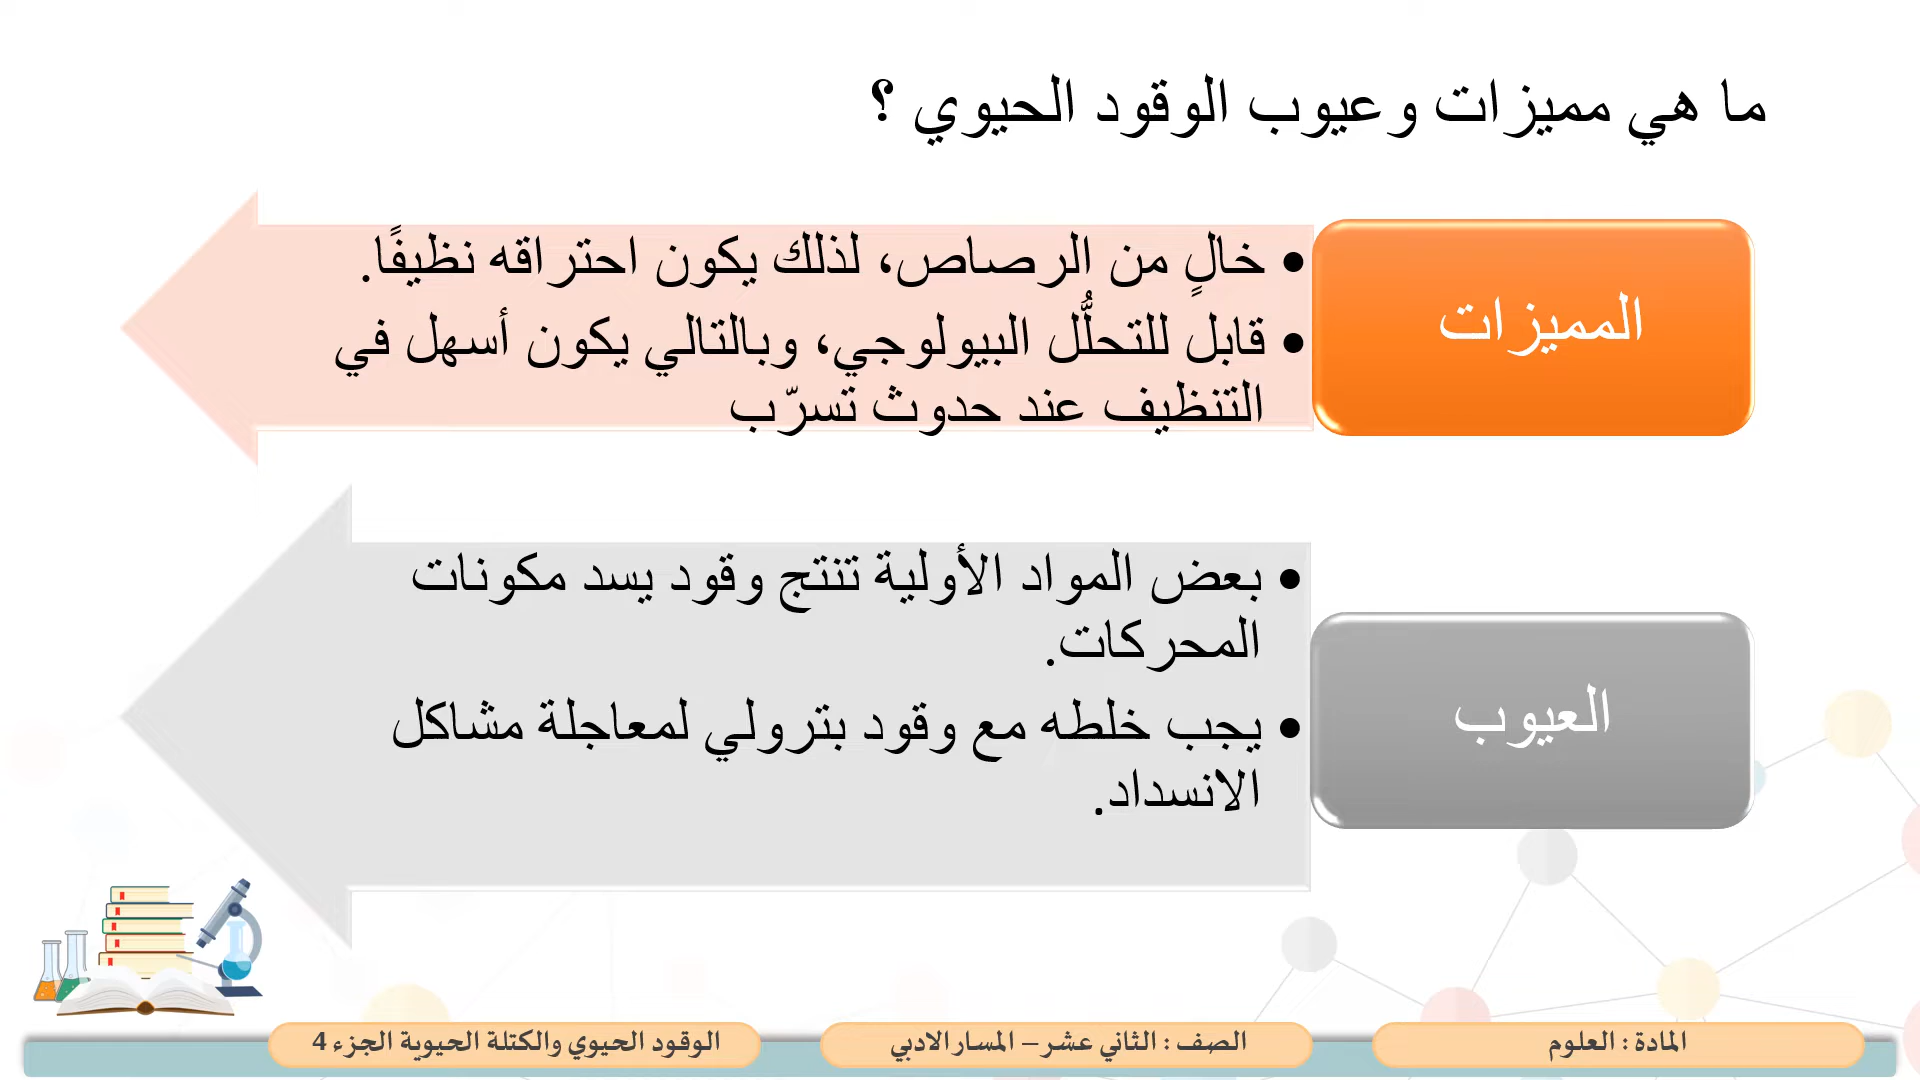 ما هي مميزات وعيوب الوقود الحيوي ؟
المميزات
• خالٍ من الرصاص، لذلك يكون احتراقه نظيفًا.
• قابل للتحلُّل البيولوجي، وبالتالي يكون أسهل في
التنظيف عند حدوث تسرّب
العيوب
• بعض المواد الأولية تنتج وقود يسد مكونات
المحركات.
• يجب خلطه مع وقود بترولي لمعاجلة مشاكل
الانسداد.
المادة : العلوم
الصف : الثاني عشر – المسار الادبي
الوقود الحيوي والكتلة الحيوية الجزء 4